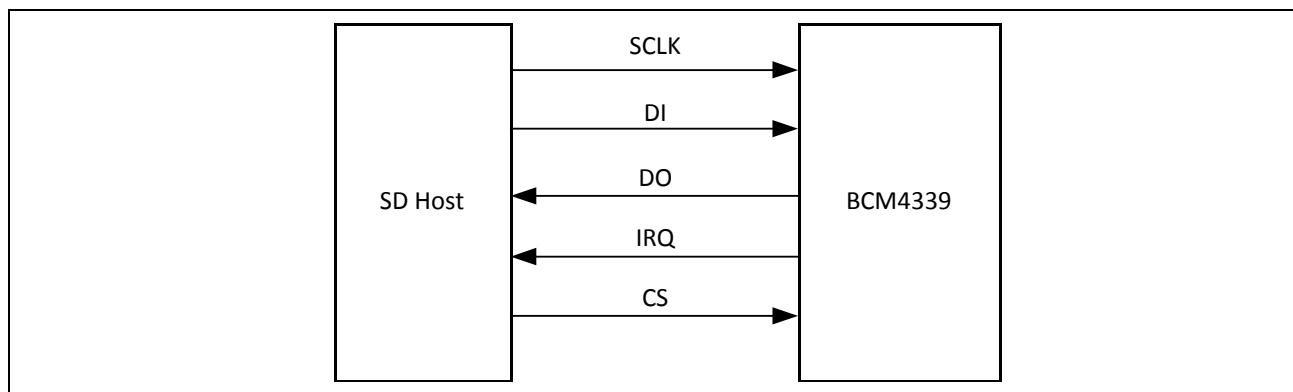 SCLK
DI
DO
SD Host
BCM4339
IRQ
CS